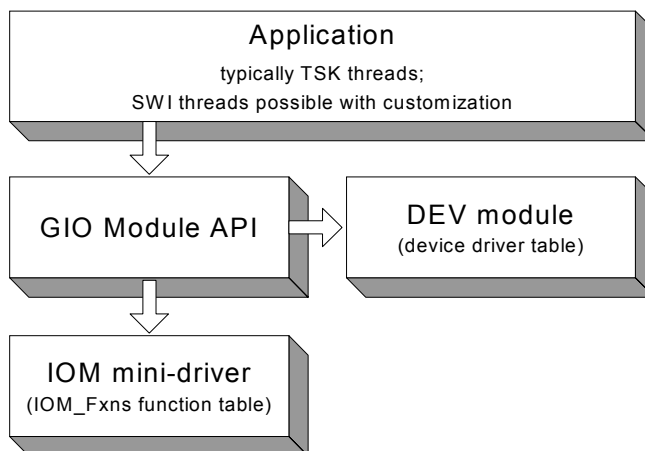 Application
typically TSK threads;
SWI threads possible with customization
GIO Module API
DEV module
(device driver table)
IOM mini-driver
(IOM_Fxns function table)